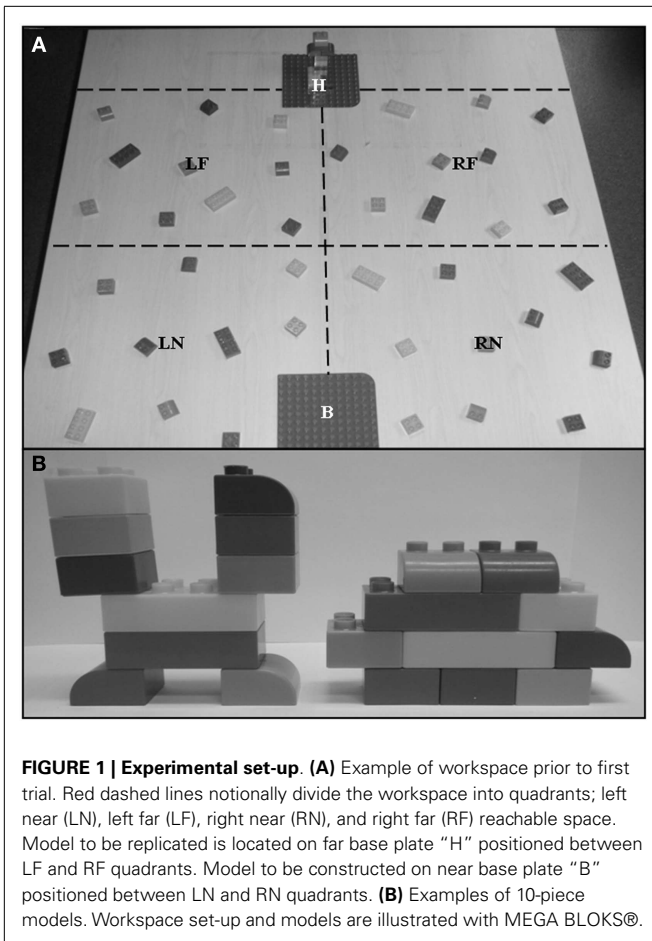 A
H
LF
RF
LN
RN
B
B
FIGURE 1 | Experimental set-up. (A) Example of workspace prior to first
trial. Red dashed lines notionally divide the workspace into quadrants; left
near (LN), left far (LF), right near (RN), and right far (RF) reachable space.
Model to be replicated is located on far base plate “H” positioned between
LF and RF quadrants. Model to be constructed on near base plate “B”
positioned between LN and RN quadrants. (B) Examples of 10-piece
models. Workspace set-up and models are illustrated with MEGA BLOKS®.